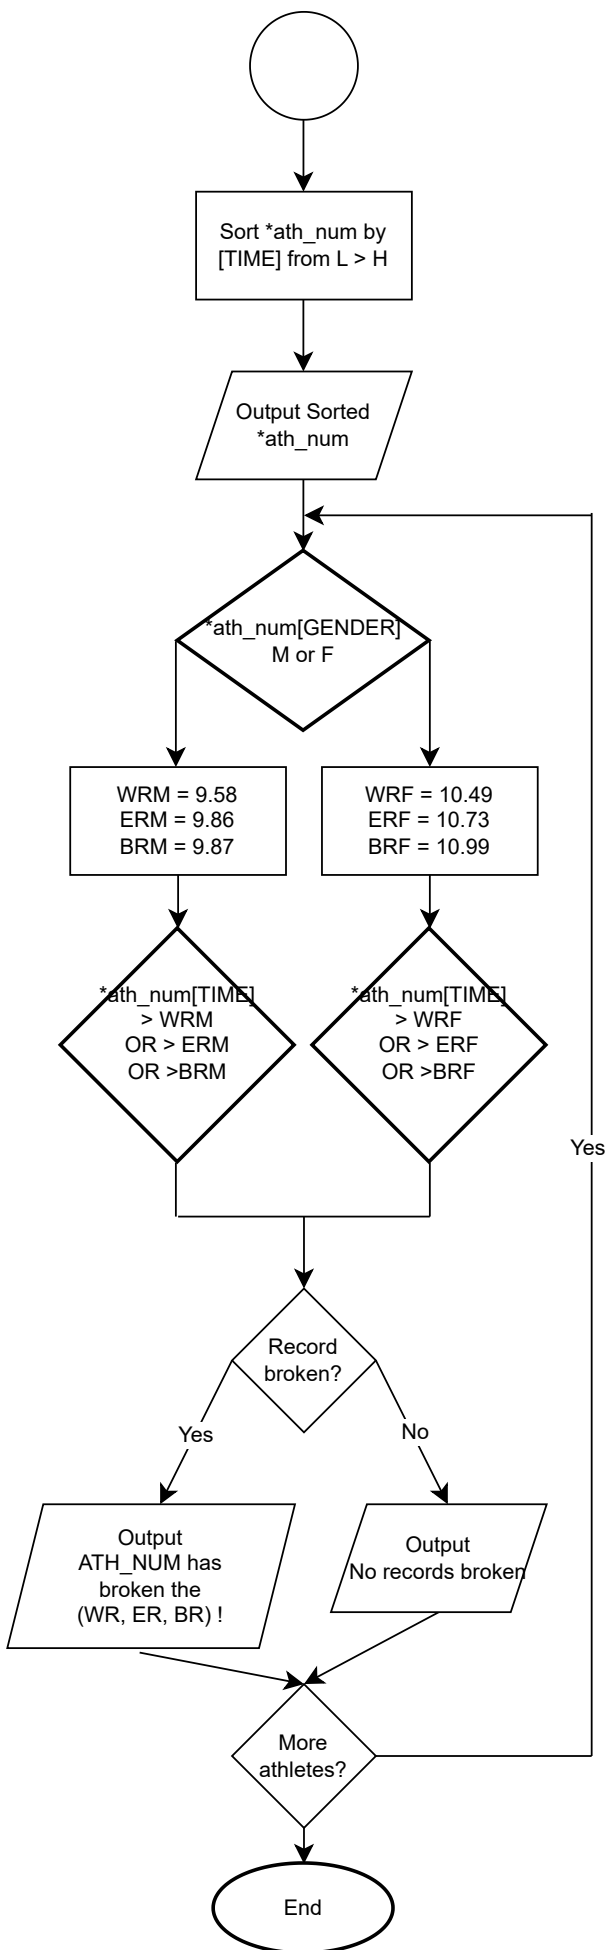 Sort *ath_num by
[TIME] from L > H
Output Sorted
*ath_num
*ath_num[GENDER]
M or F
WRM = 9.58
ERM = 9.86
BRM = 9.87
WRF = 10.49
ERF = 10.73
BRF = 10.99
*ath_num[TIME]
> WRM
OR > ERM
OR >BRM
*ath_num[TIME]
> WRF
OR > ERF
OR >BRF
Yes
Record
broken?
Yes
No
Output
ATH_NUM has
broken the
(WR, ER, BR) !
Output
No records broken
More
athletes?
End